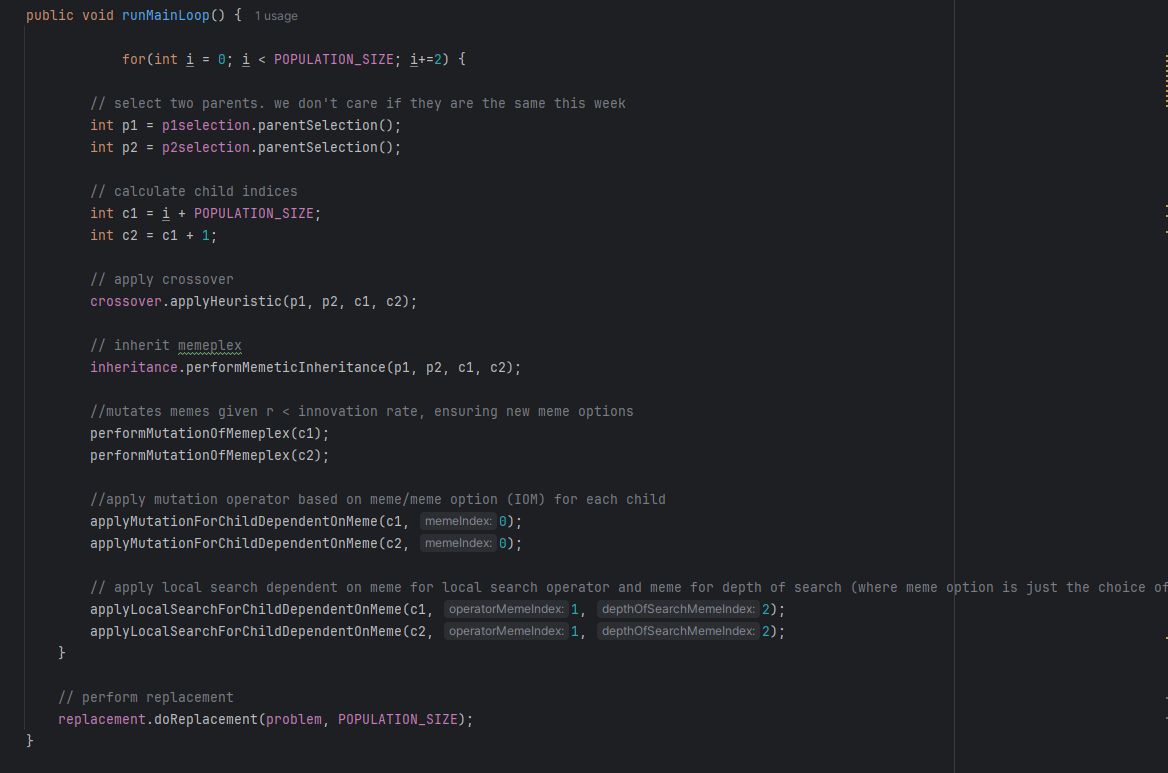 public void runMainLoop() { 1 usage
for(int i = 0; i < POPULATION_SIZE; i+=2) {
// select two parents. we don't care if they are the same this week
int p1 = p1selection.parentSelection();
int p2 = p2selection.parentSelection();
// calculate child indices
int c1 = i + POPULATION_SIZE;
int c2 = c1 + 1;
// apply crossover
crossover.applyHeuristic(p1, p2, c1, c2);
// inherit memeplex
inheritance.performMemeticInheritance(p1, p2, c1, c2);
//mutates memes given r < innovation rate, ensuring new meme options
performMutationOfMemeplex(c1);
performMutationOfMemeplex(c2);
//apply mutation operator based on meme/meme option (IOM) for each child
applyMutationForChildDependentOnMeme(c1, memeIndex: 0);
applyMutationForChildDependentOnMeme(c2, memeIndex: 0);
// apply local search dependent on meme for local search operator and meme for depth of search (where meme option is just the choice of
applyLocalSearchForChildDependentOnMeme(c1, operatorMemeIndex: 1, depthOfSearchMemeIndex: 2);
applyLocalSearchForChildDependentOnMeme(c2, operatorMemeIndex: 1, depthOfSearchMemeIndex: 2);
}
// perform replacement
replacement.doReplacement(problem, POPULATION_SIZE);
}